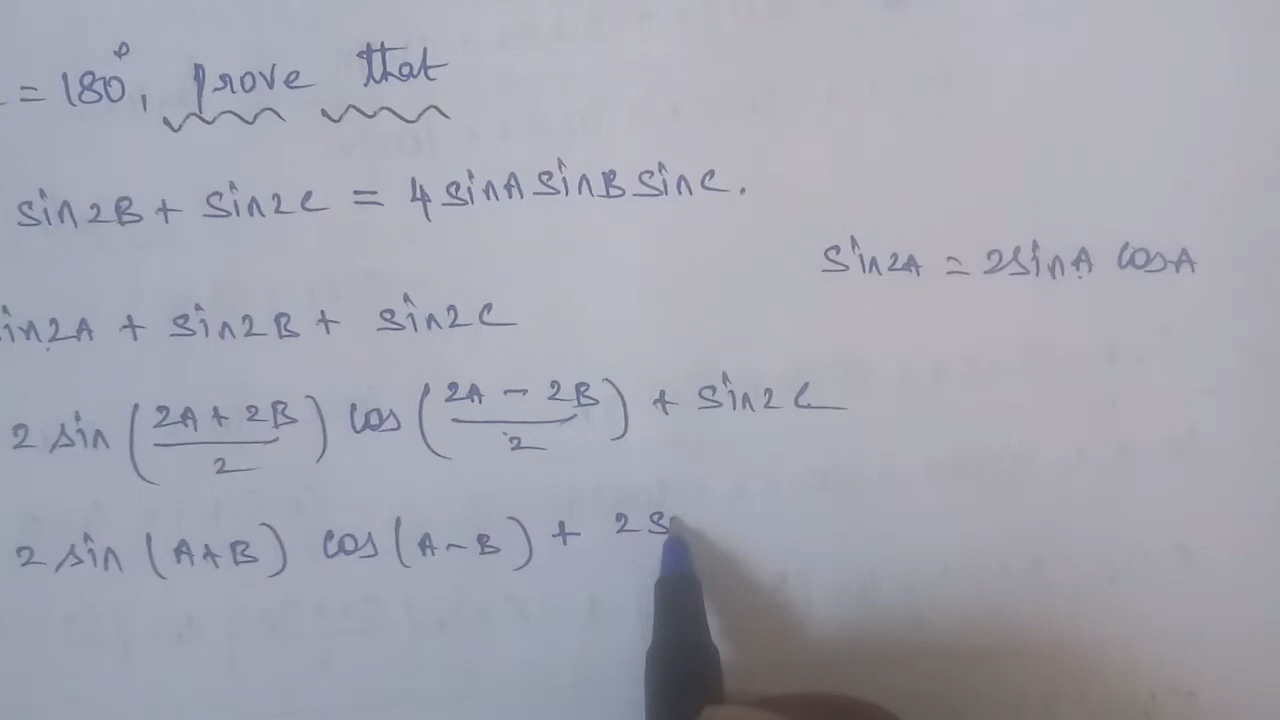 = 180°, prove that
sin2B + sin2C = 4 sinA sinB sinC.
sin2A = 2sinA cosA
in2A + sin2B + sin2C
2 sin (2A + 2B / 2) cos (2A - 2B / 2) + sin2C
2 sin (A+B) cos (A-B) + 2 s